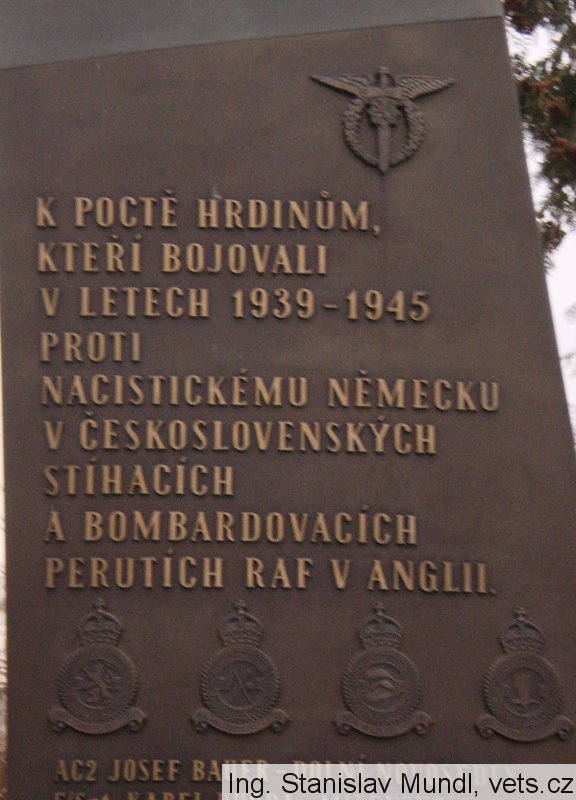 K POCTĚ HRDINŮM,
KTEŘÍ BOJOVALI
V LETECH 1939-1945
PROTI
NACISTICKÉMU NĚMECKU
V ČESKOSLOVENSKÝCH
STÍHACÍCH
A BOMBARDOVACÍCH
PERUTÍCH RAF V ANGLII.
AC2 JOSEF
Ing. Stanislav Mundl, vets.cz